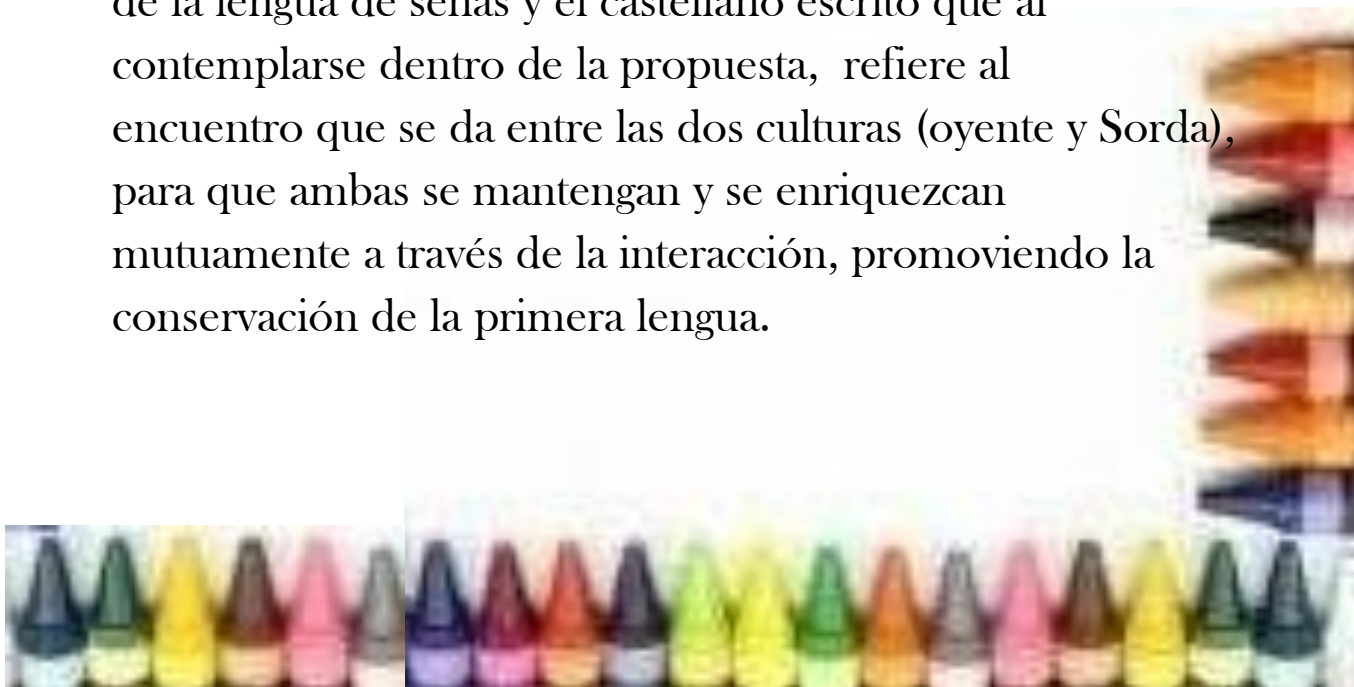 de la lengua de señas y el castellano escrito que al
contemplarse dentro de la propuesta,  refiere al
encuentro que se da entre las dos culturas (oyente y Sorda),
para que ambas se mantengan y se enriquezcan
mutuamente a través de la interacción, promoviendo la
conservación de la primera lengua.